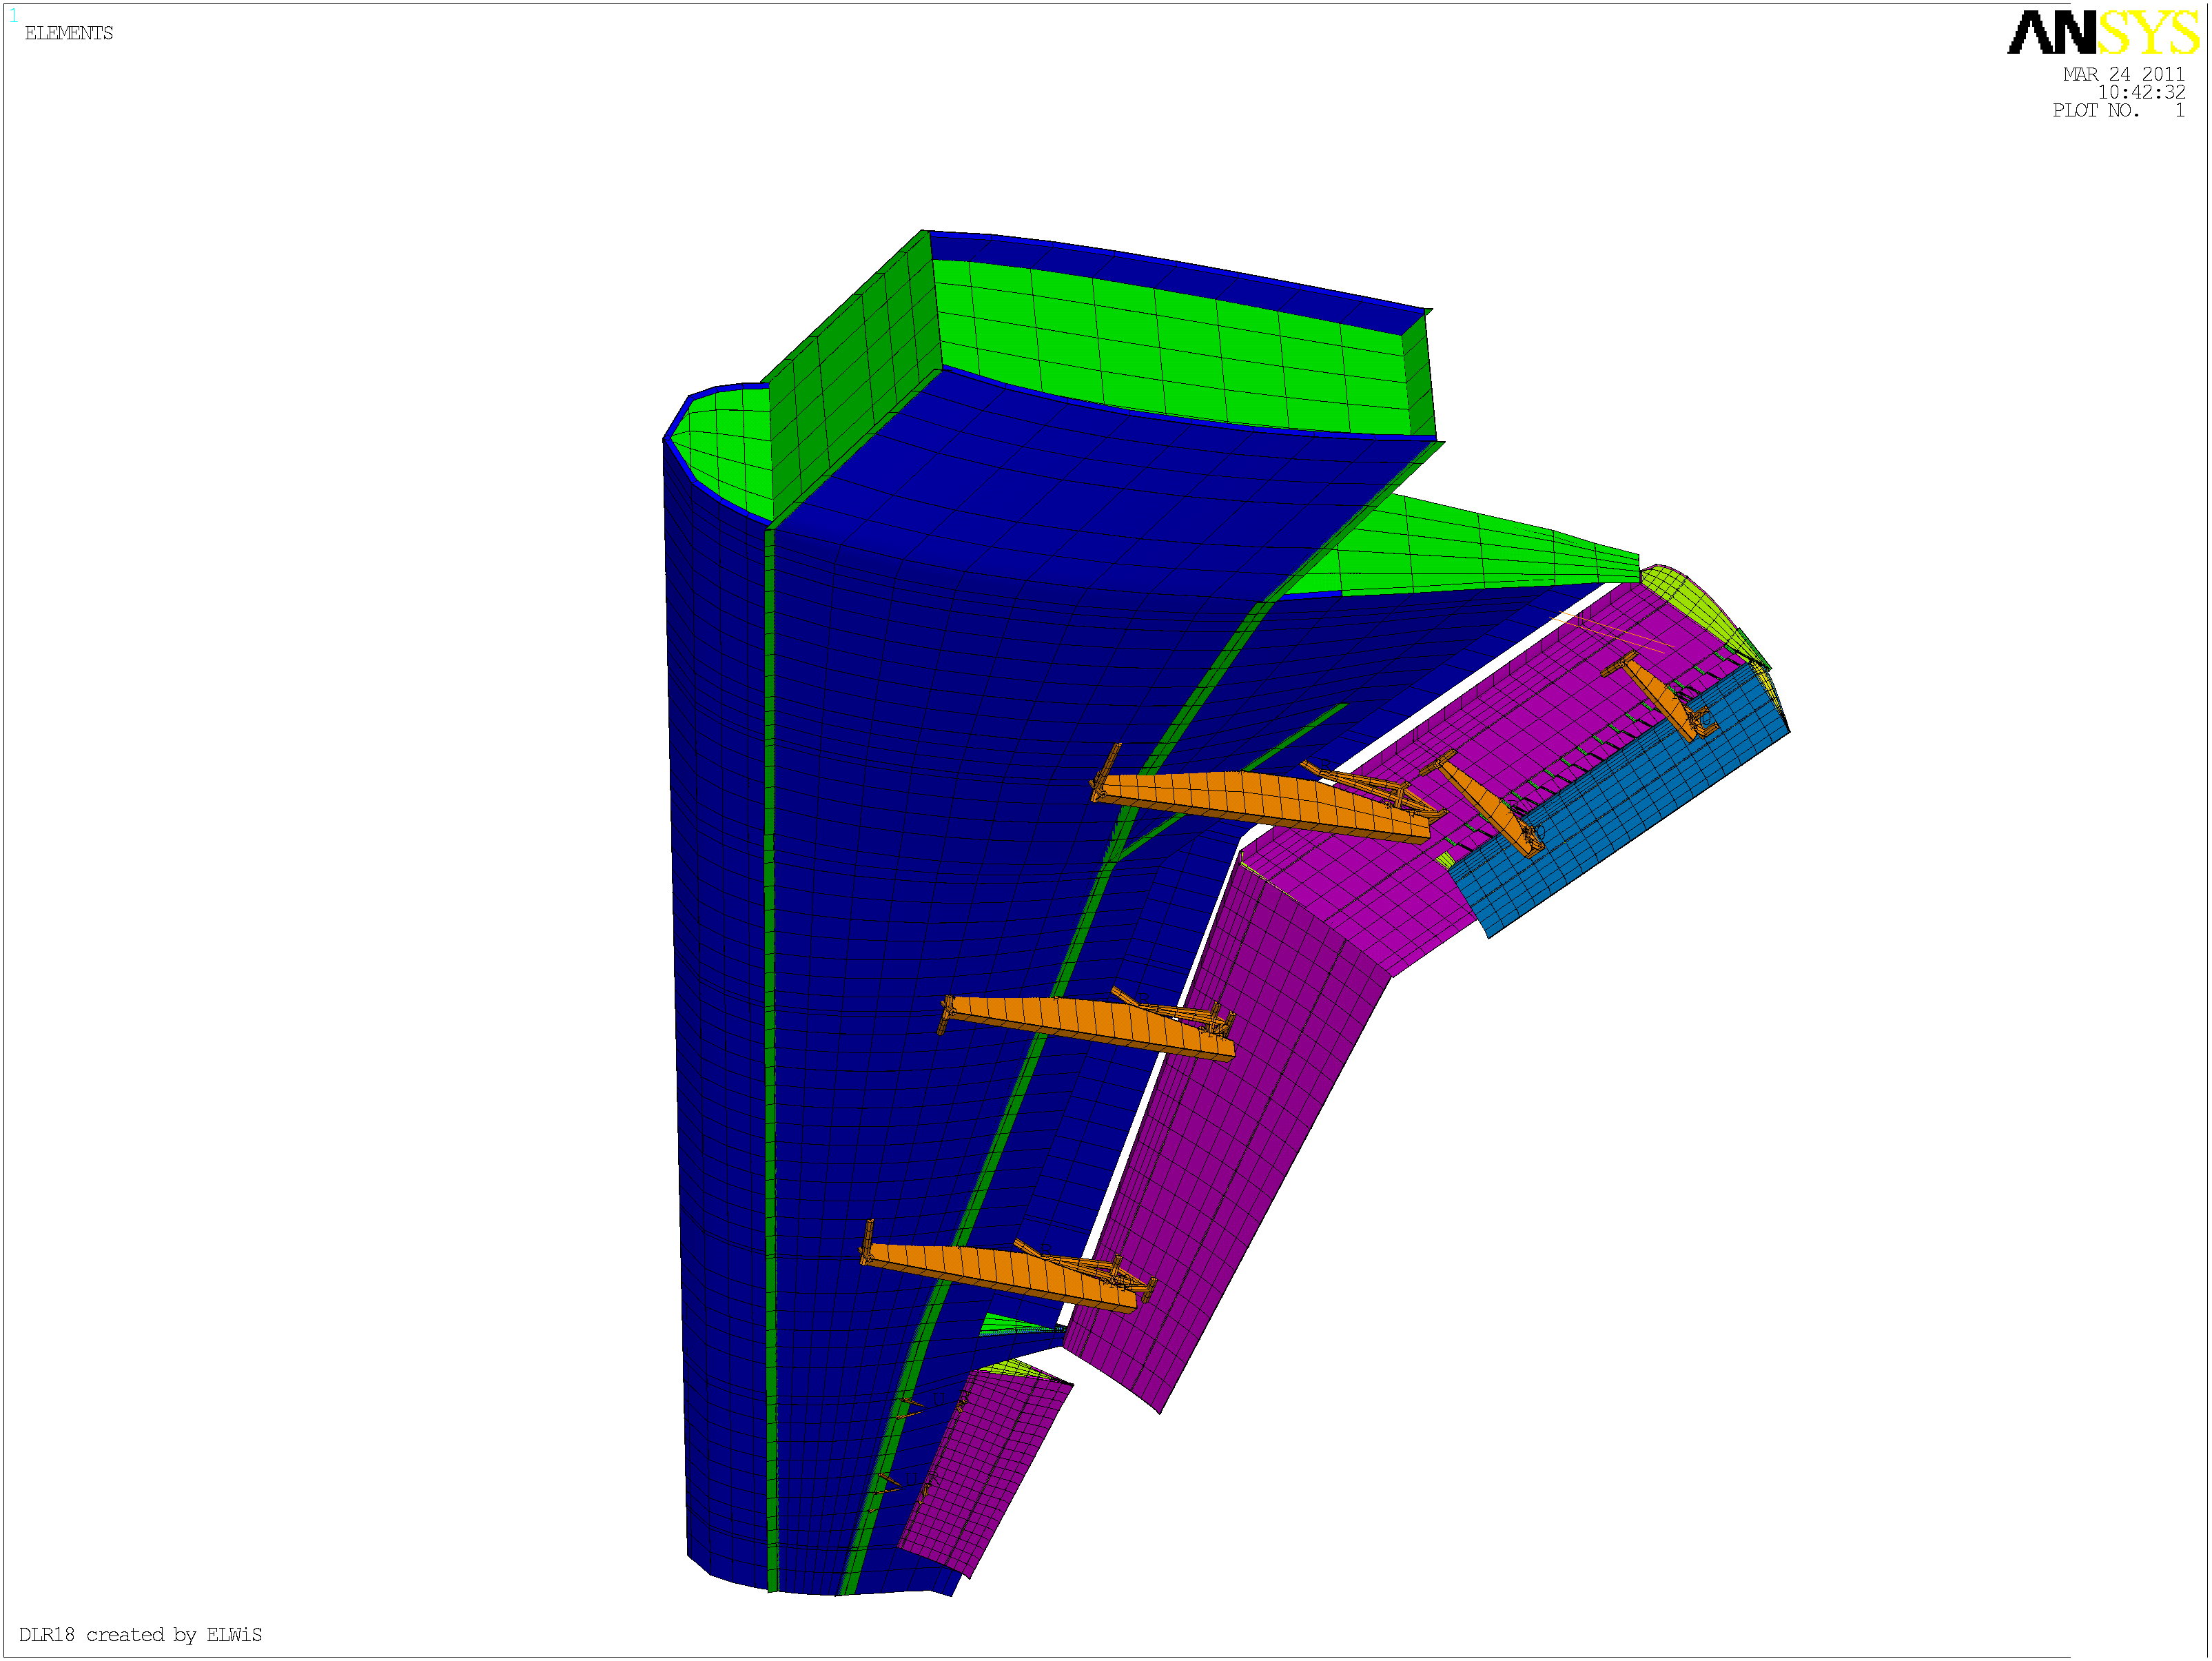 1
ELEMENTS
ANSYS
MAR 24 2011
10:42:32
PLOT NO. 1
DLR18 created by ELWiS